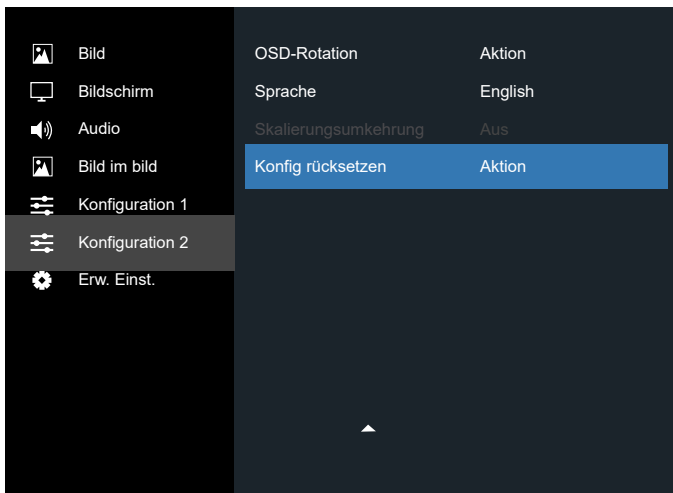 Bild
Bildschirm
Audio
Bild im bild
Konfiguration 1
Konfiguration 2
Erw. Einst.
OSD-Rotation Aktion
Sprache English
Skalierungsumkehrung Aus
Konfig rücksetzen Aktion